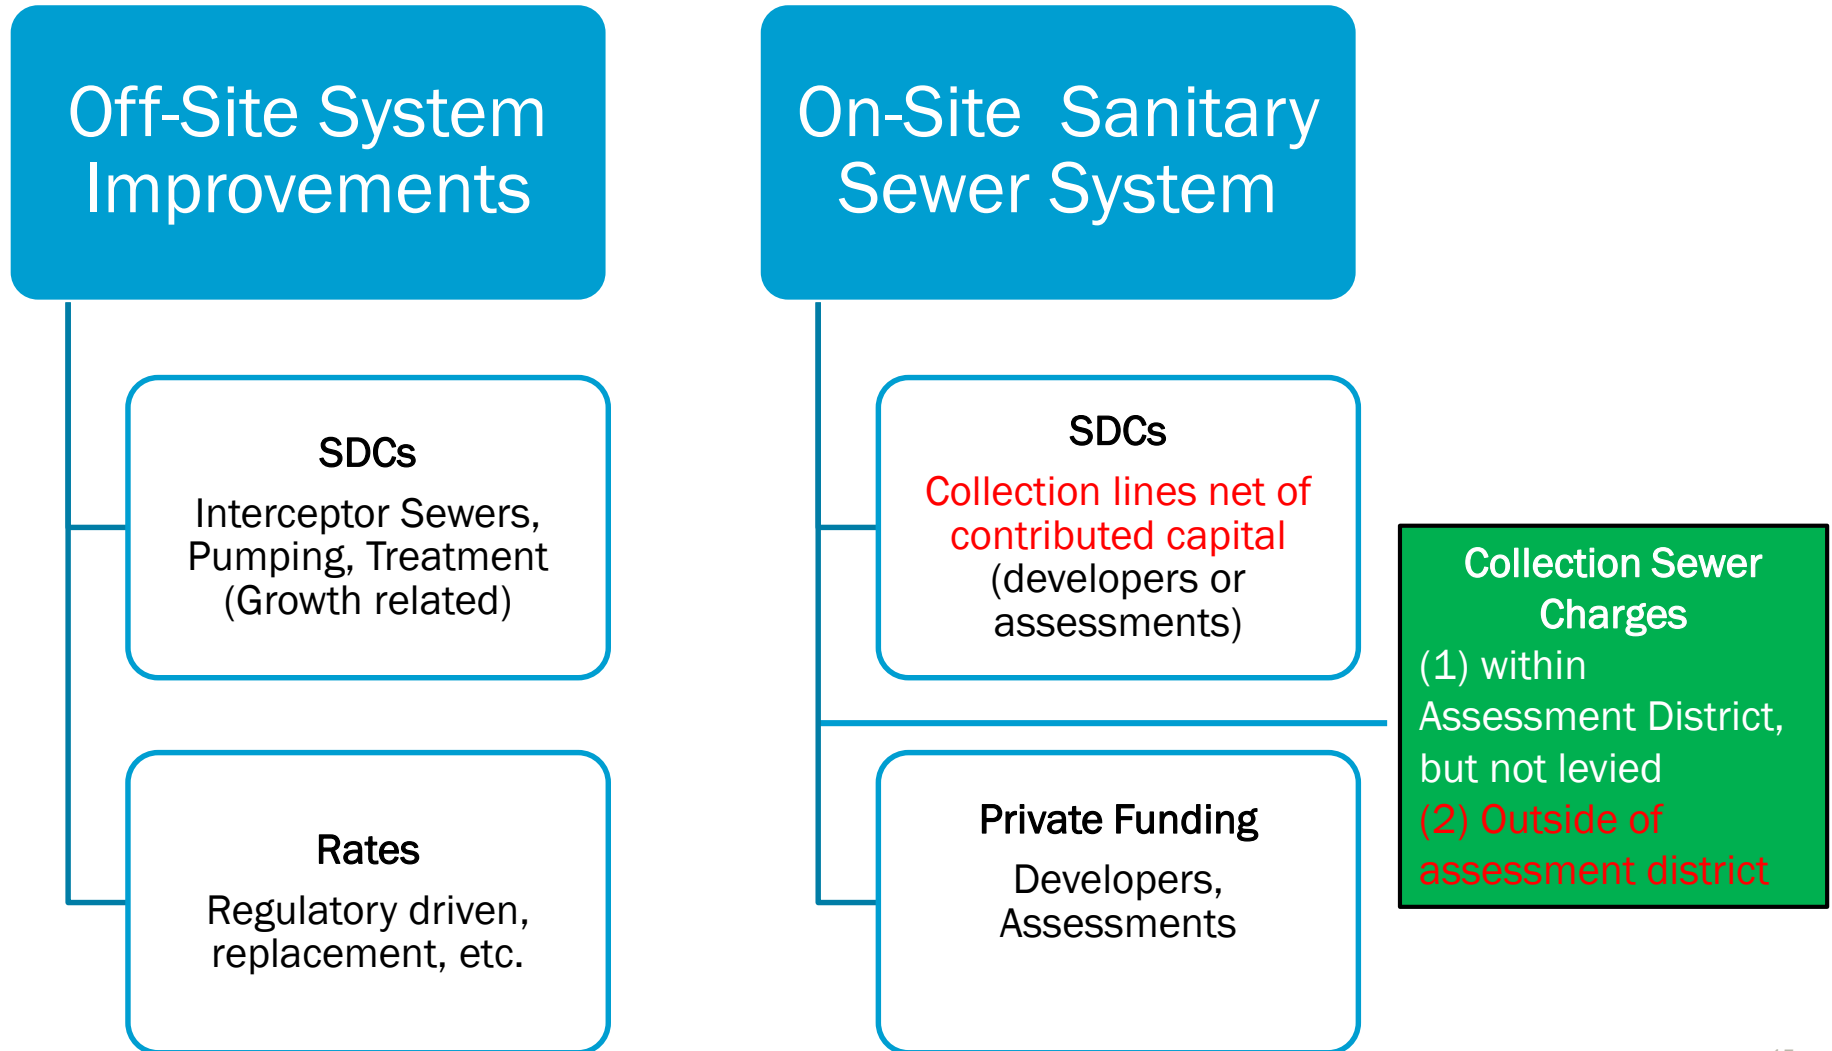 Off-Site System
Improvements
SDCs
Interceptor Sewers,
Pumping, Treatment
(Growth related)
Rates
Regulatory driven,
replacement, etc.
On-Site Sanitary
Sewer System
SDCs
Collection lines net of
contributed capital
(developers or
assessments)
Private Funding
Developers,
Assessments
Collection Sewer
Charges
(1) within
Assessment District,
but not levied
(2) Outside of
assessment district